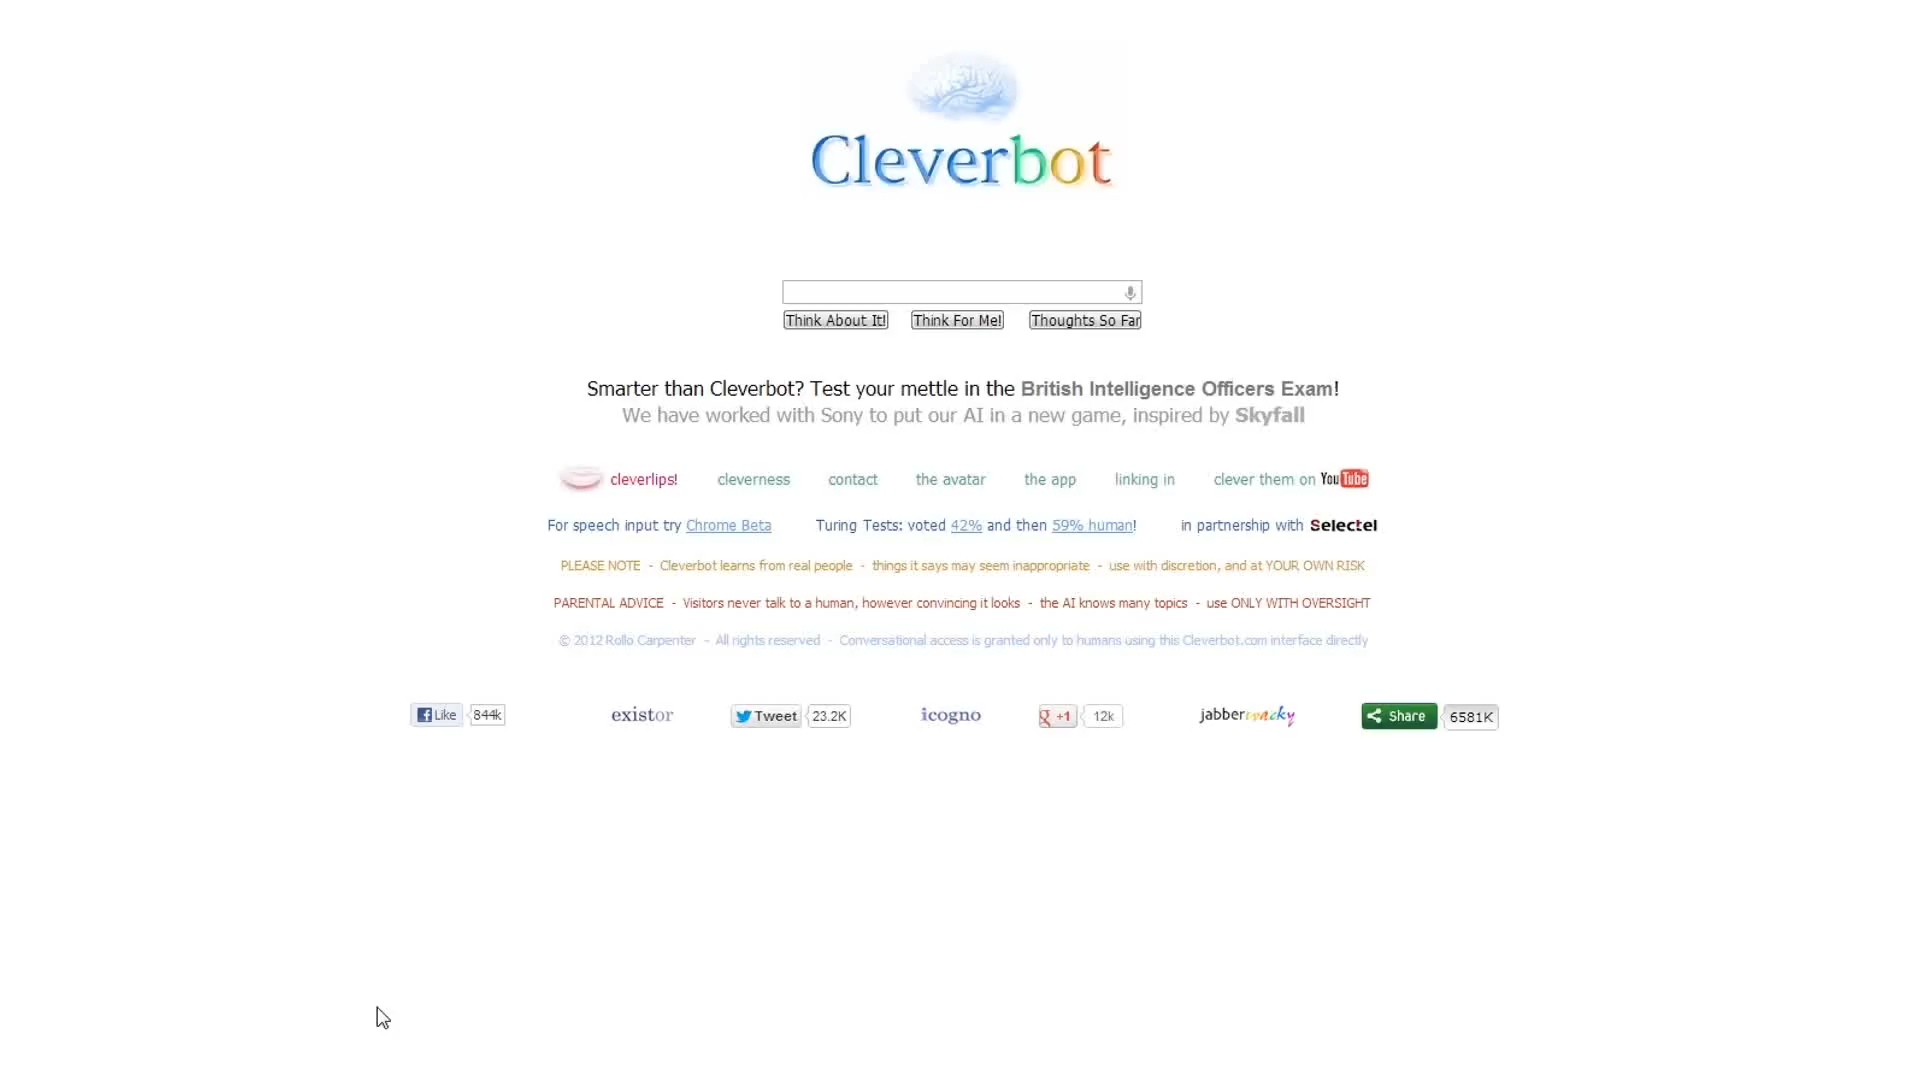 Cleverbot
Think About It! Think For Me! Thoughts So Far
Smarter than Cleverbot? Test your mettle in the British Intelligence Officers Exam!
We have worked with Sony to put our AI in a new game, inspired by Skyfall
cleverlips! cleverness contact the avatar the app linking in clever them on YouTube
For speech input try Chrome Beta Turing Tests: voted 42% and then 59% human! in partnership with Selectel
PLEASE NOTE - Cleverbot learns from real people - things it says may seem inappropriate - use with discretion, and at YOUR OWN RISK
PARENTAL ADVICE - Visitors never talk to a human, however convincing it looks - the AI knows many topics - use ONLY WITH OVERSIGHT
© 2012 Rollo Carpenter - All rights reserved - Conversational access is granted only to humans using this Cleverbot.com interface directly
Like 844k existor Tweet 23.2K icogno g +1 12k jabberwacky Share 6581K